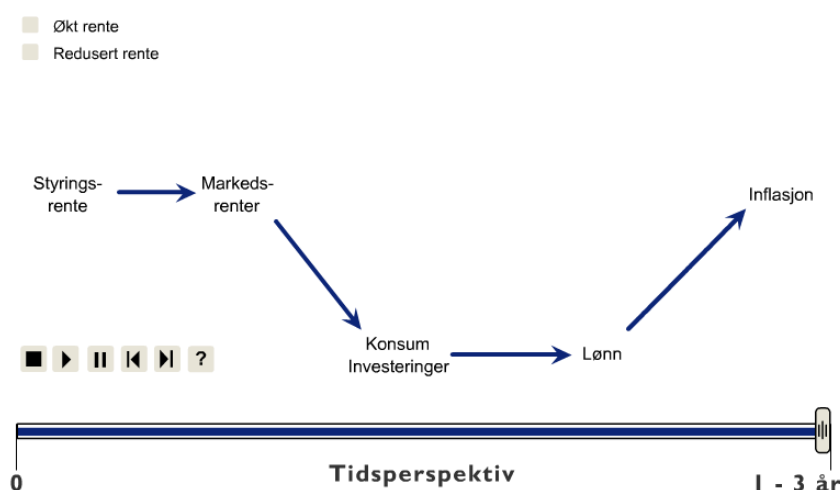 Økt rente
Redusert rente
Styrings-
rente
Markeds-
renter
Inflasjon
Konsum
Investeringer
Lønn
?
0
Tidsperspektiv
1 - 3 år